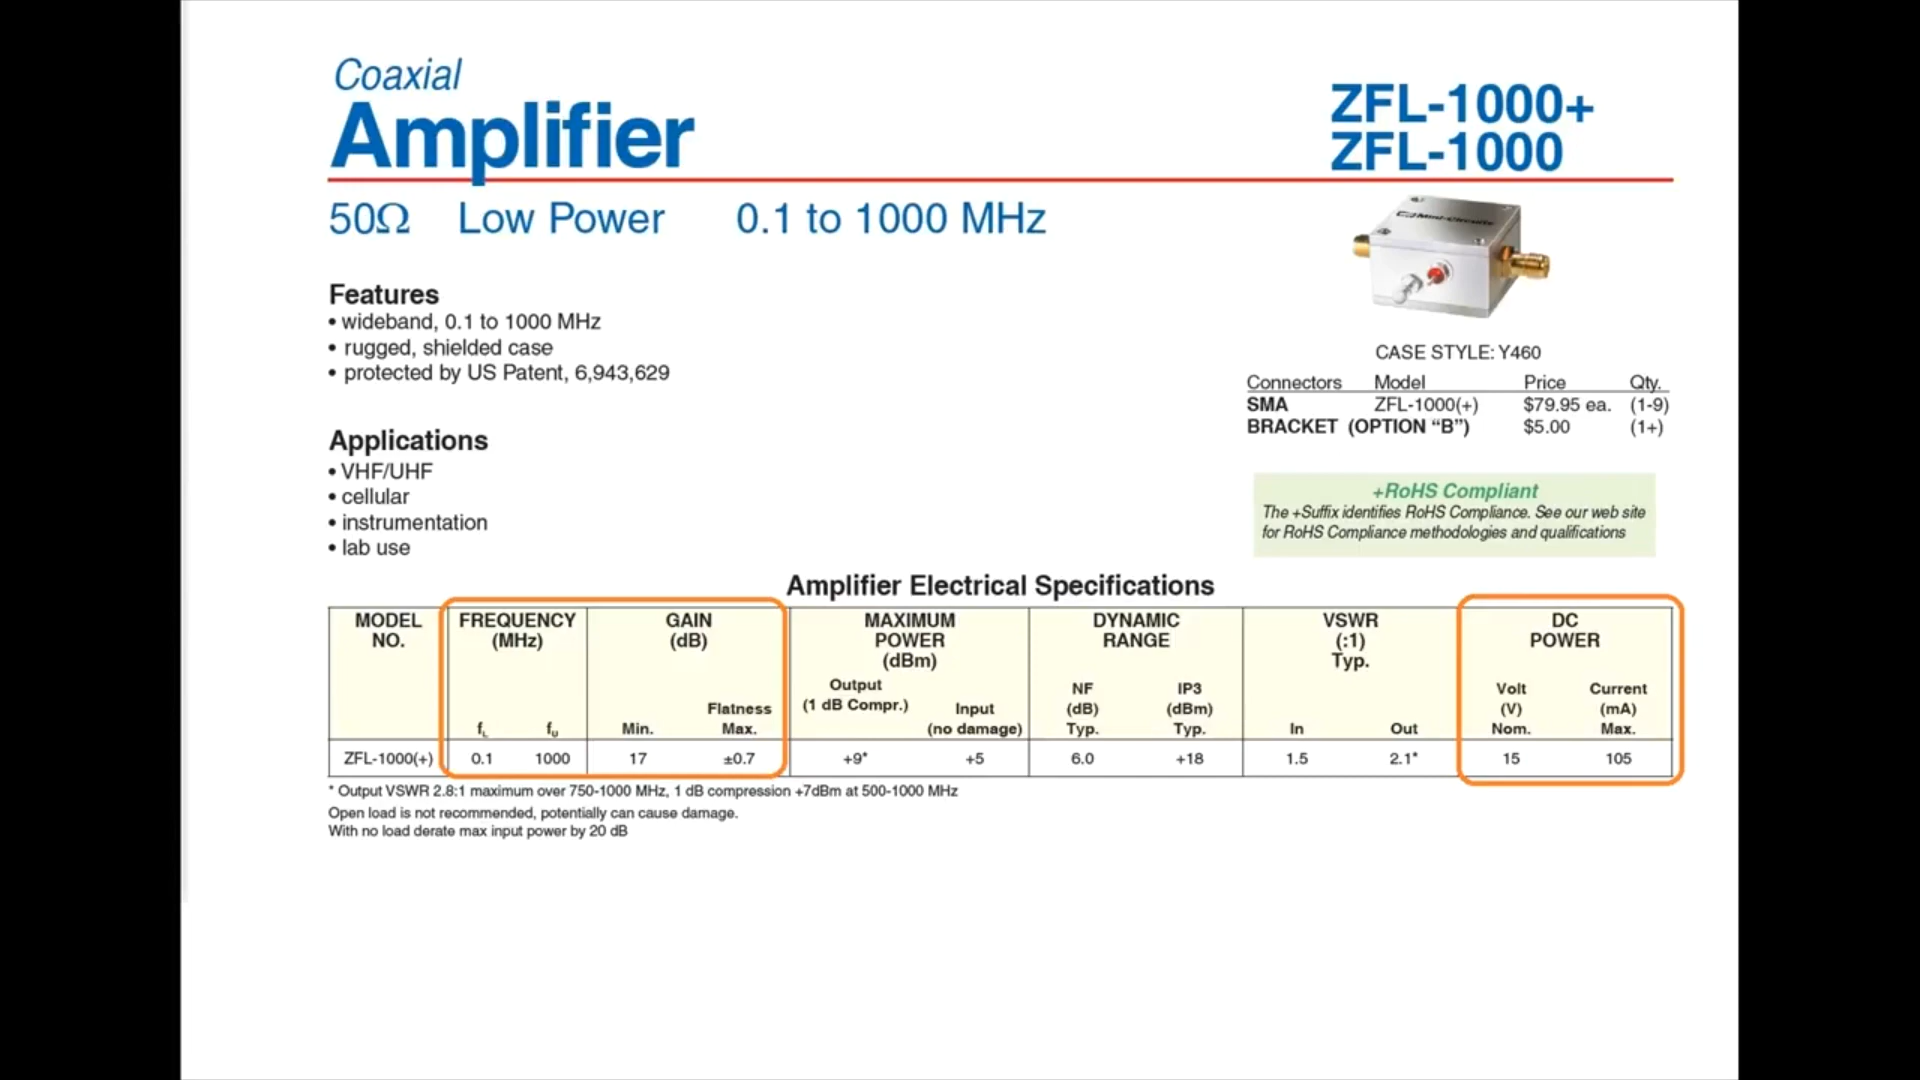 Coaxial
Amplifier
ZFL-1000+
ZFL-1000
50Ω Low Power 0.1 to 1000 MHz
Mini-Circuits
Features
• wideband, 0.1 to 1000 MHz
• rugged, shielded case
• protected by US Patent, 6,943,629
CASE STYLE: Y460
Connectors Model Price Qty.
SMA ZFL-1000(+) $79.95 ea. (1-9)
BRACKET (OPTION “B”) $5.00 (1+)
Applications
• VHF/UHF
• cellular
• instrumentation
• lab use
+RoHS Compliant
The +Suffix identifies RoHS Compliance. See our web site
for RoHS Compliance methodologies and qualifications
Amplifier Electrical Specifications
MODEL NO. FREQUENCY (MHz) GAIN (dB) MAXIMUM POWER (dBm) DYNAMIC RANGE VSWR (:1) Typ. DC POWER
fL fU Min. Flatness Max. Output (1 dB Compr.) Input (no damage) NF (dB) Typ. IP3 (dBm) Typ. In Out Volt (V) Nom. Current (mA) Max.
ZFL-1000(+) 0.1 1000 17 ±0.7 +9* +5 6.0 +18 1.5 2.1* 15 105
* Output VSWR 2.8:1 maximum over 750-1000 MHz, 1 dB compression +7dBm at 500-1000 MHz
Open load is not recommended, potentially can cause damage.
With no load derate max input power by 20 dB